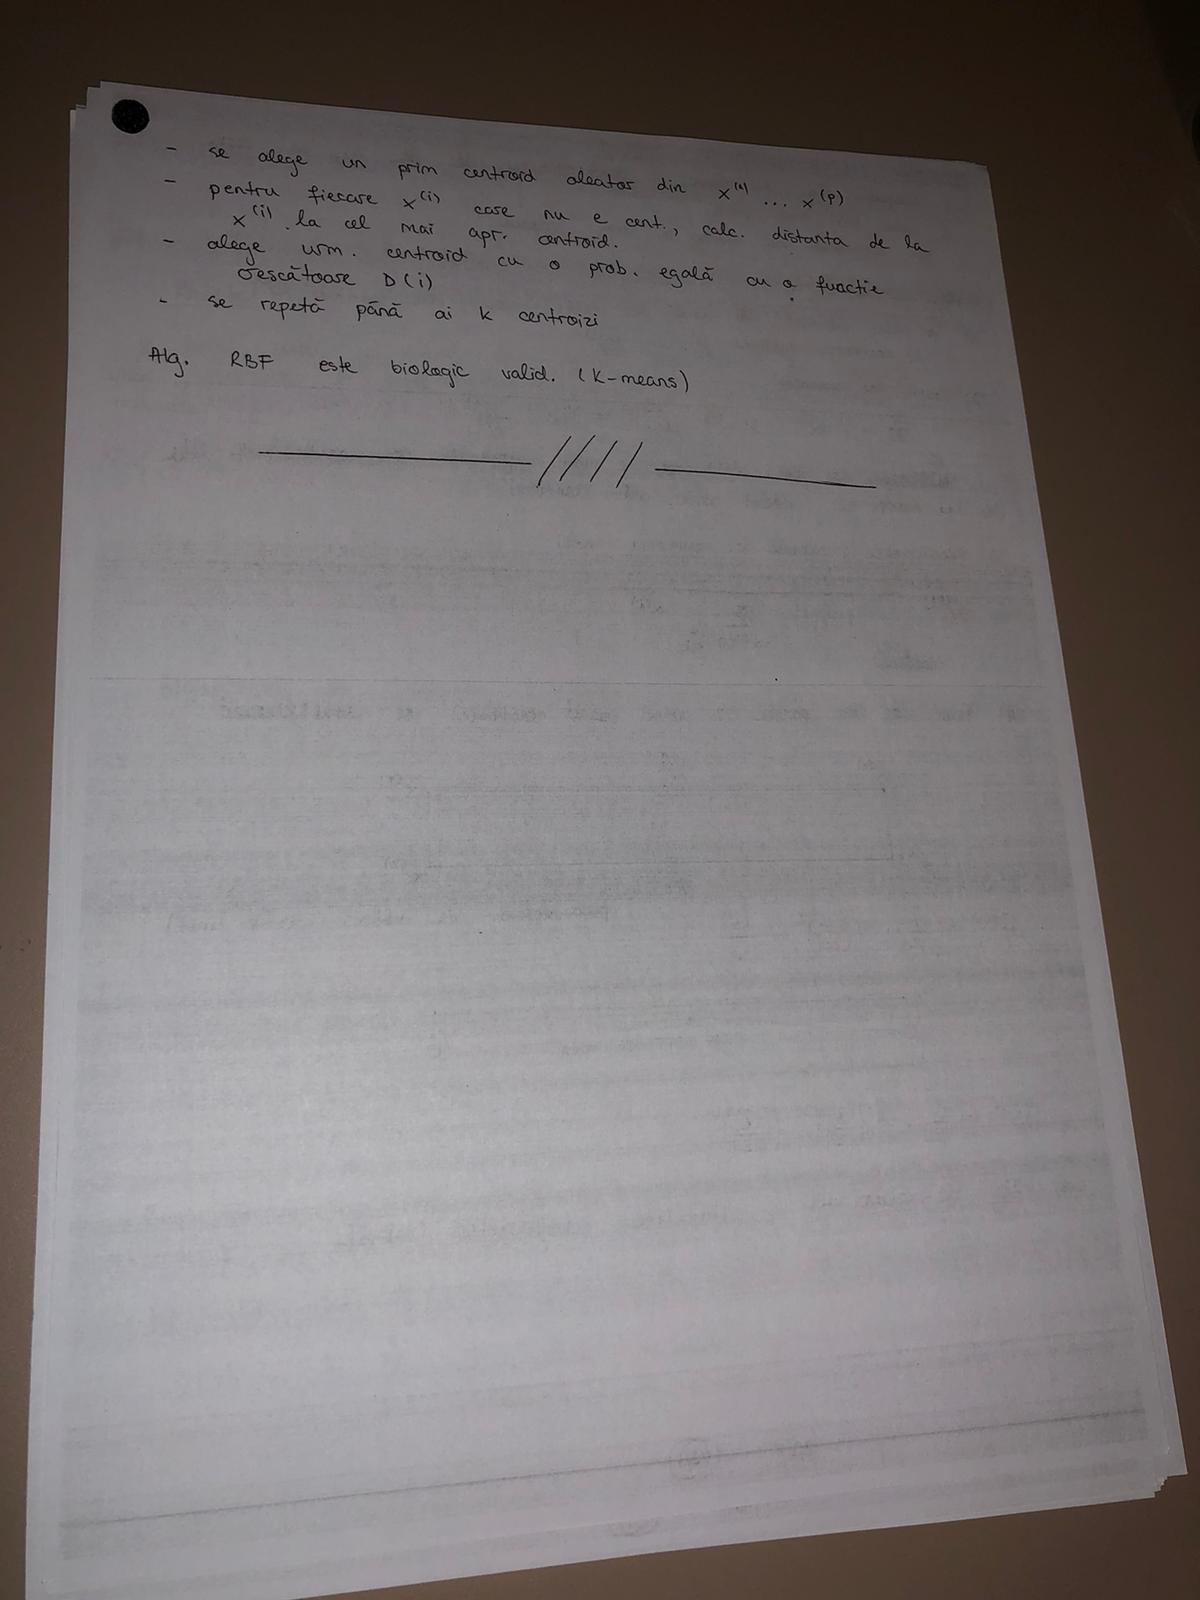 - se alege un prim centroid aleator din x^(1) ... x^(p)
- pentru fiecare x^(i) care nu e cent., calc. distanta de la
x^(i) la cel mai apr. centroid.
- alege urm. centroid cu o prob. egală cu o funcție
crescătoare D(i)
- se repetă până ai k centroizi
Alg. RBF este biologic valid. (K-means)